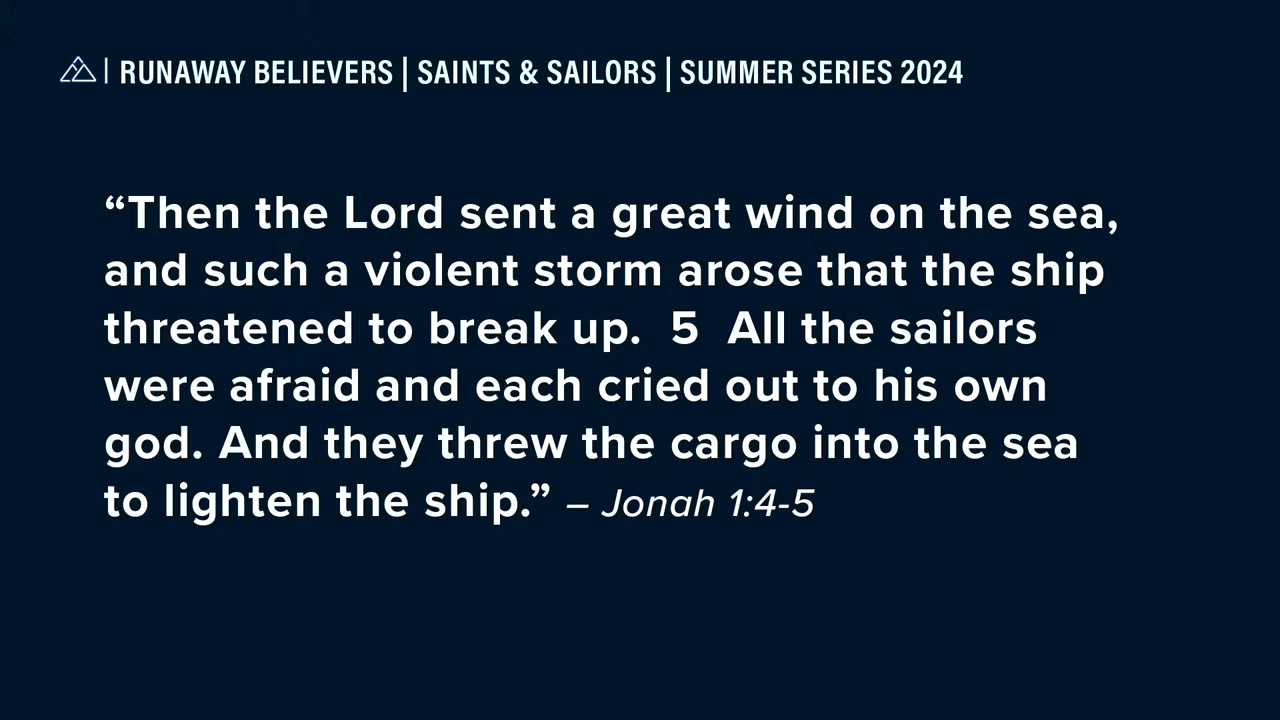 | RUNAWAY BELIEVERS | SAINTS & SAILORS | SUMMER SERIES 2024
“Then the Lord sent a great wind on the sea,
and such a violent storm arose that the ship
threatened to break up.  5  All the sailors
were afraid and each cried out to his own
god. And they threw the cargo into the sea
to lighten the ship.” – Jonah 1:4-5